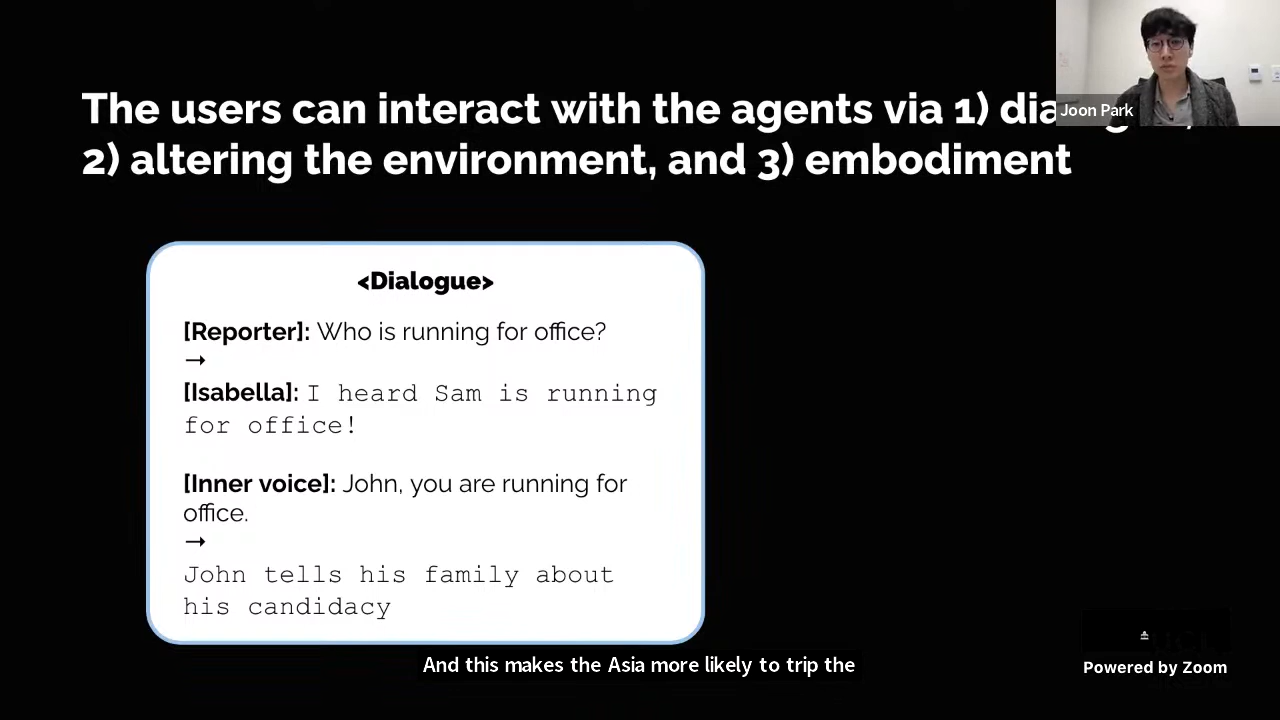 The users can interact with the agents via 1)
2) altering the environment, and 3) embodiment
Joon Park
<Dialogue>
[Reporter]: Who is running for office?
→
[Isabella]: I heard Sam is running
for office!
[Inner voice]: John, you are running for
office.
→
John tells his family about
his candidacy
And this makes the Asia more likely to trip the
Powered by Zoom